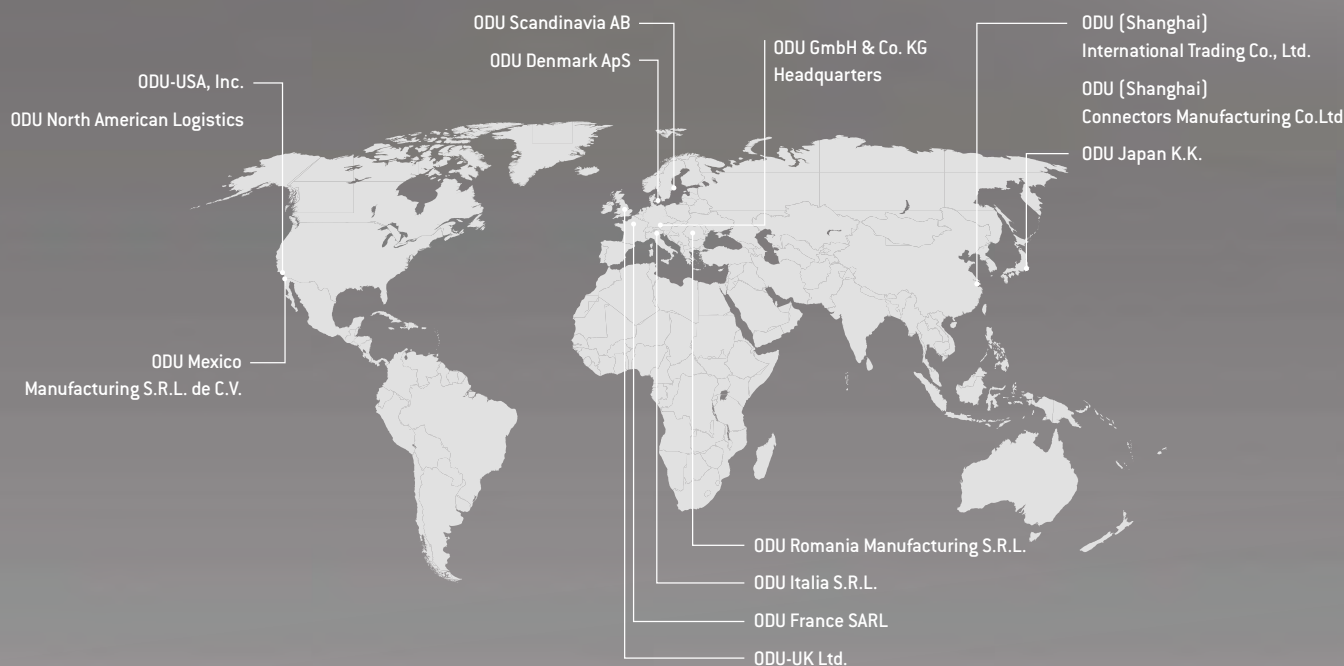 ODU Scandinavia AB
ODU Denmark ApS
ODU GmbH & Co. KG
Headquarters
ODU (Shanghai)
International Trading Co., Ltd.
ODU (Shanghai)
Connectors Manufacturing Co.Ltd
ODU Japan K.K.
ODU-USA, Inc.
ODU North American Logistics
ODU Mexico
Manufacturing S.R.L. de C.V.
ODU Romania Manufacturing S.R.L.
ODU Italia S.R.L.
ODU France SARL
ODU-UK Ltd.